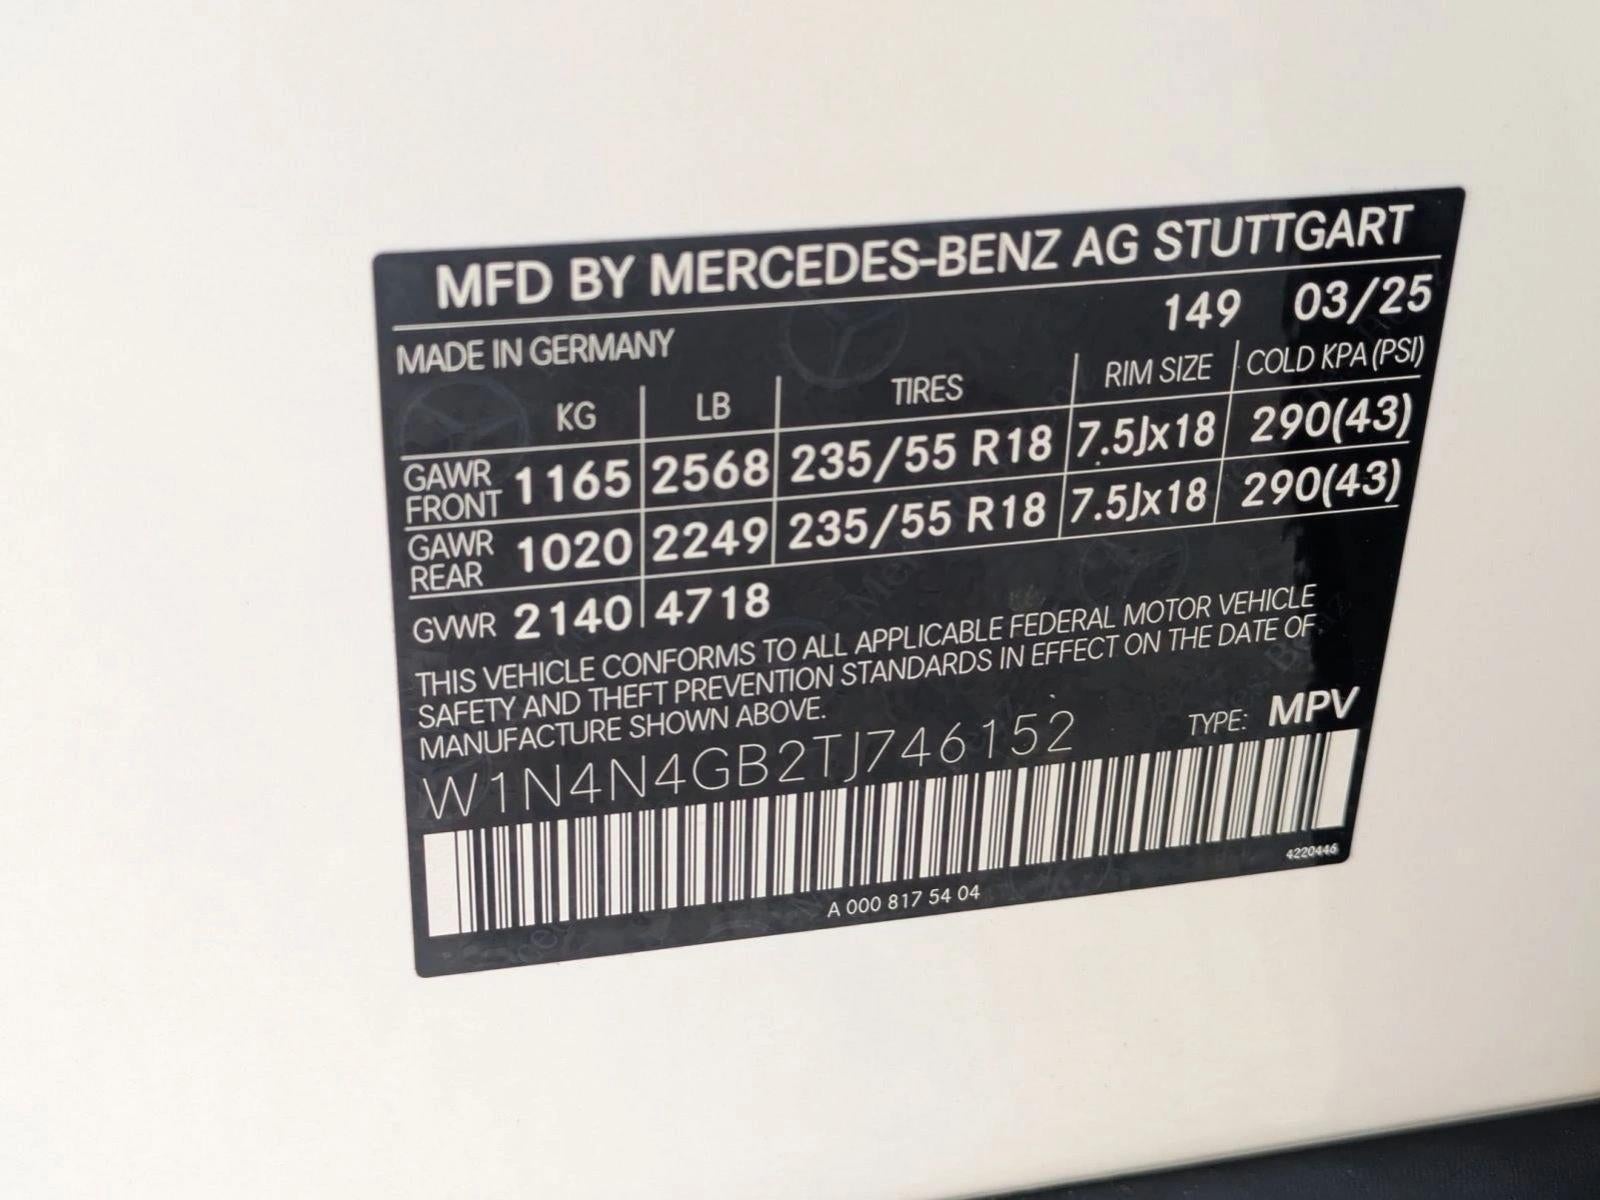 MFD BY MERCEDES-BENZ AG STUTTGART
149 03/25
MADE IN GERMANY
KG LB TIRES RIM SIZE COLD KPA (PSI)
GAWR FRONT 1165 2568 235/55 R18 7.5Jx18 290(43)
GAWR REAR 1020 2249 235/55 R18 7.5Jx18 290(43)
GVWR 2140 4718
THIS VEHICLE CONFORMS TO ALL APPLICABLE FEDERAL MOTOR VEHICLE
SAFETY AND THEFT PREVENTION STANDARDS IN EFFECT ON THE DATE OF
MANUFACTURE SHOWN ABOVE.
W1N4N4GB2TJ746152 TYPE: MPV
4220446
A 000 817 54 04